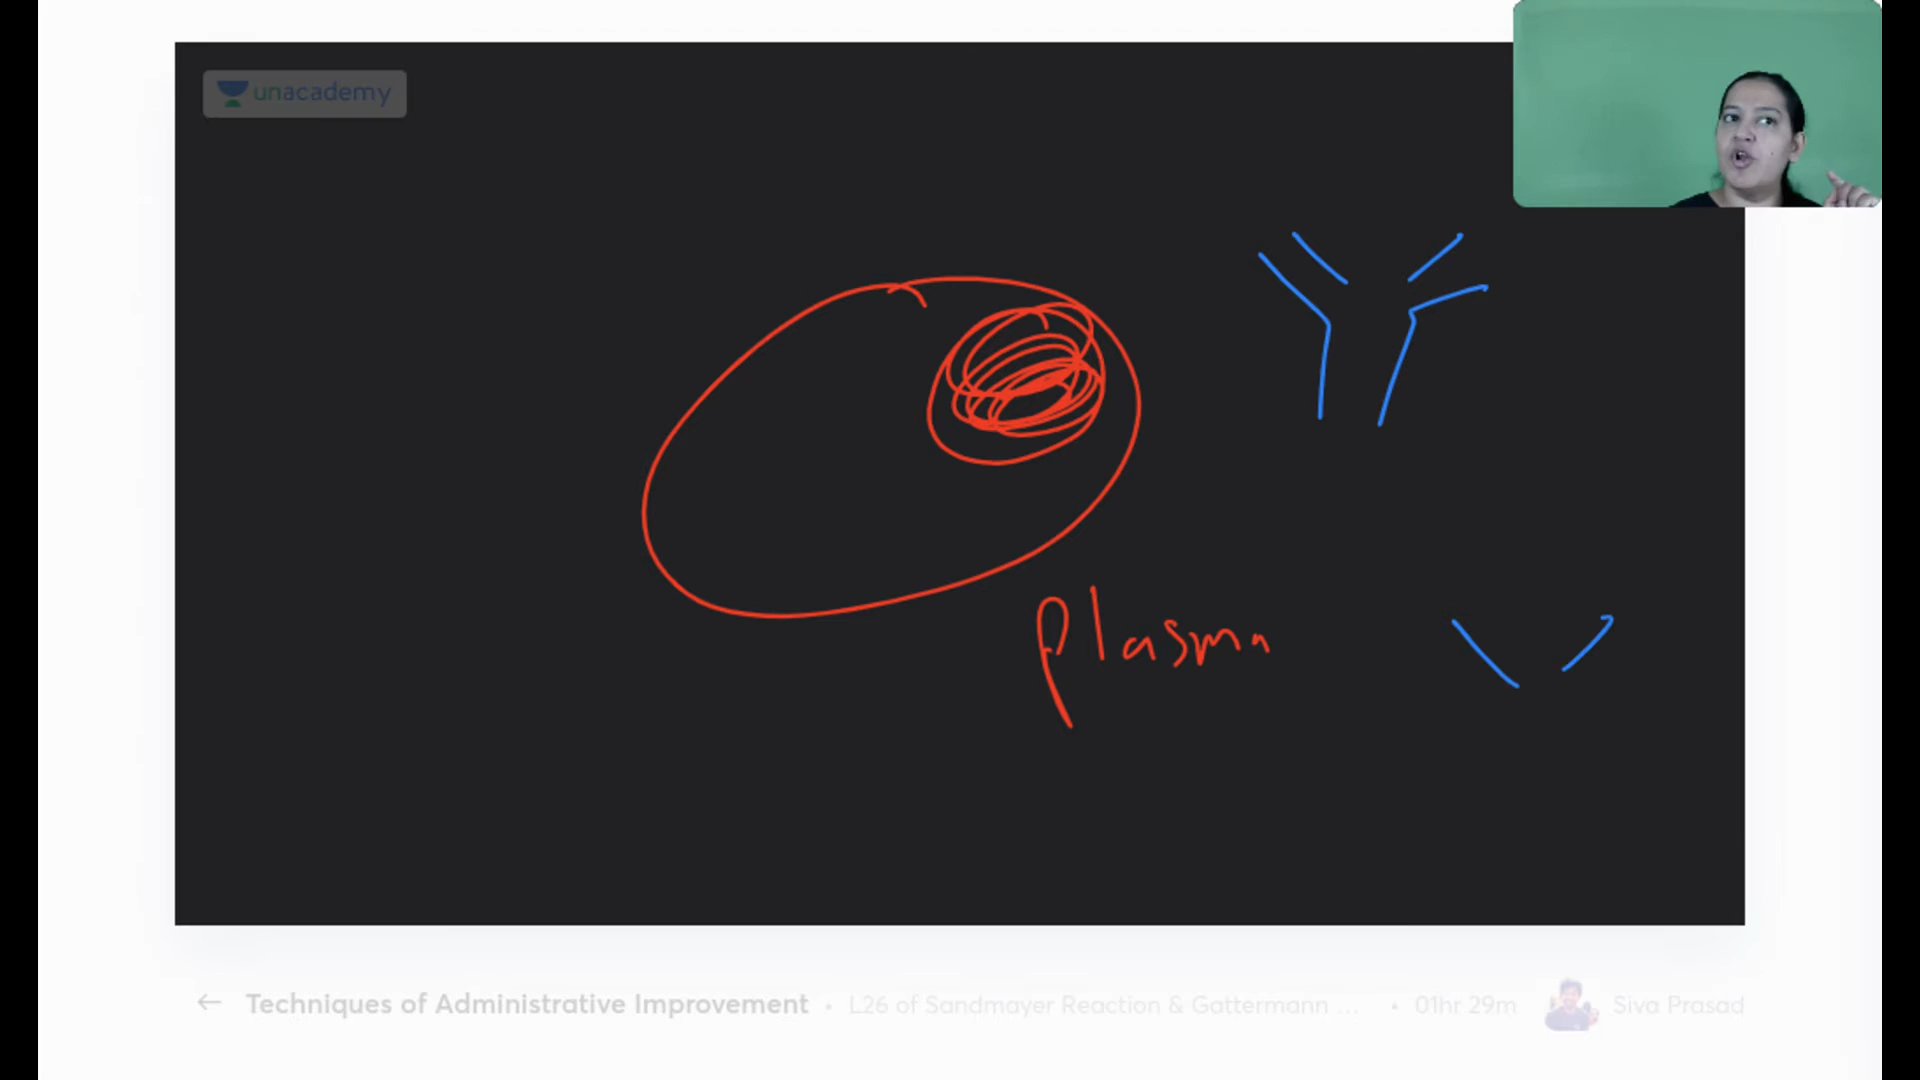 unacademy
Plasma
Techniques of Administrative Improvement • L26 of Sandmayer Reaction & Gattermann ... • 01hr 29m Siva Prasad